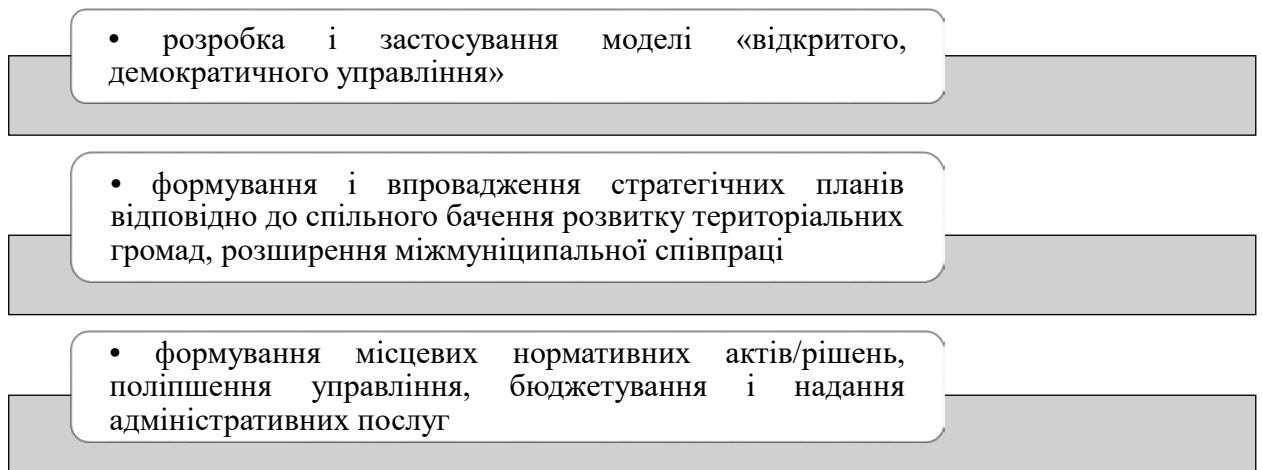 • розробка і застосування моделі «відкритого,
демократичного управління»
• формування і впровадження стратегічних планів
відповідно до спільного бачення розвитку територіальних
громад, розширення міжмуніципальної співпраці
• формування місцевих нормативних актів/рішень,
поліпшення управління, бюджетування і надання
адміністративних послуг